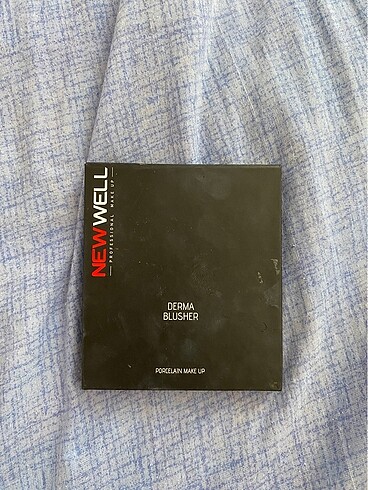 NEWWELL
PROFESSIONAL MAKE UP
DERMA
BLUSHER
PORCELAIN MAKE UP